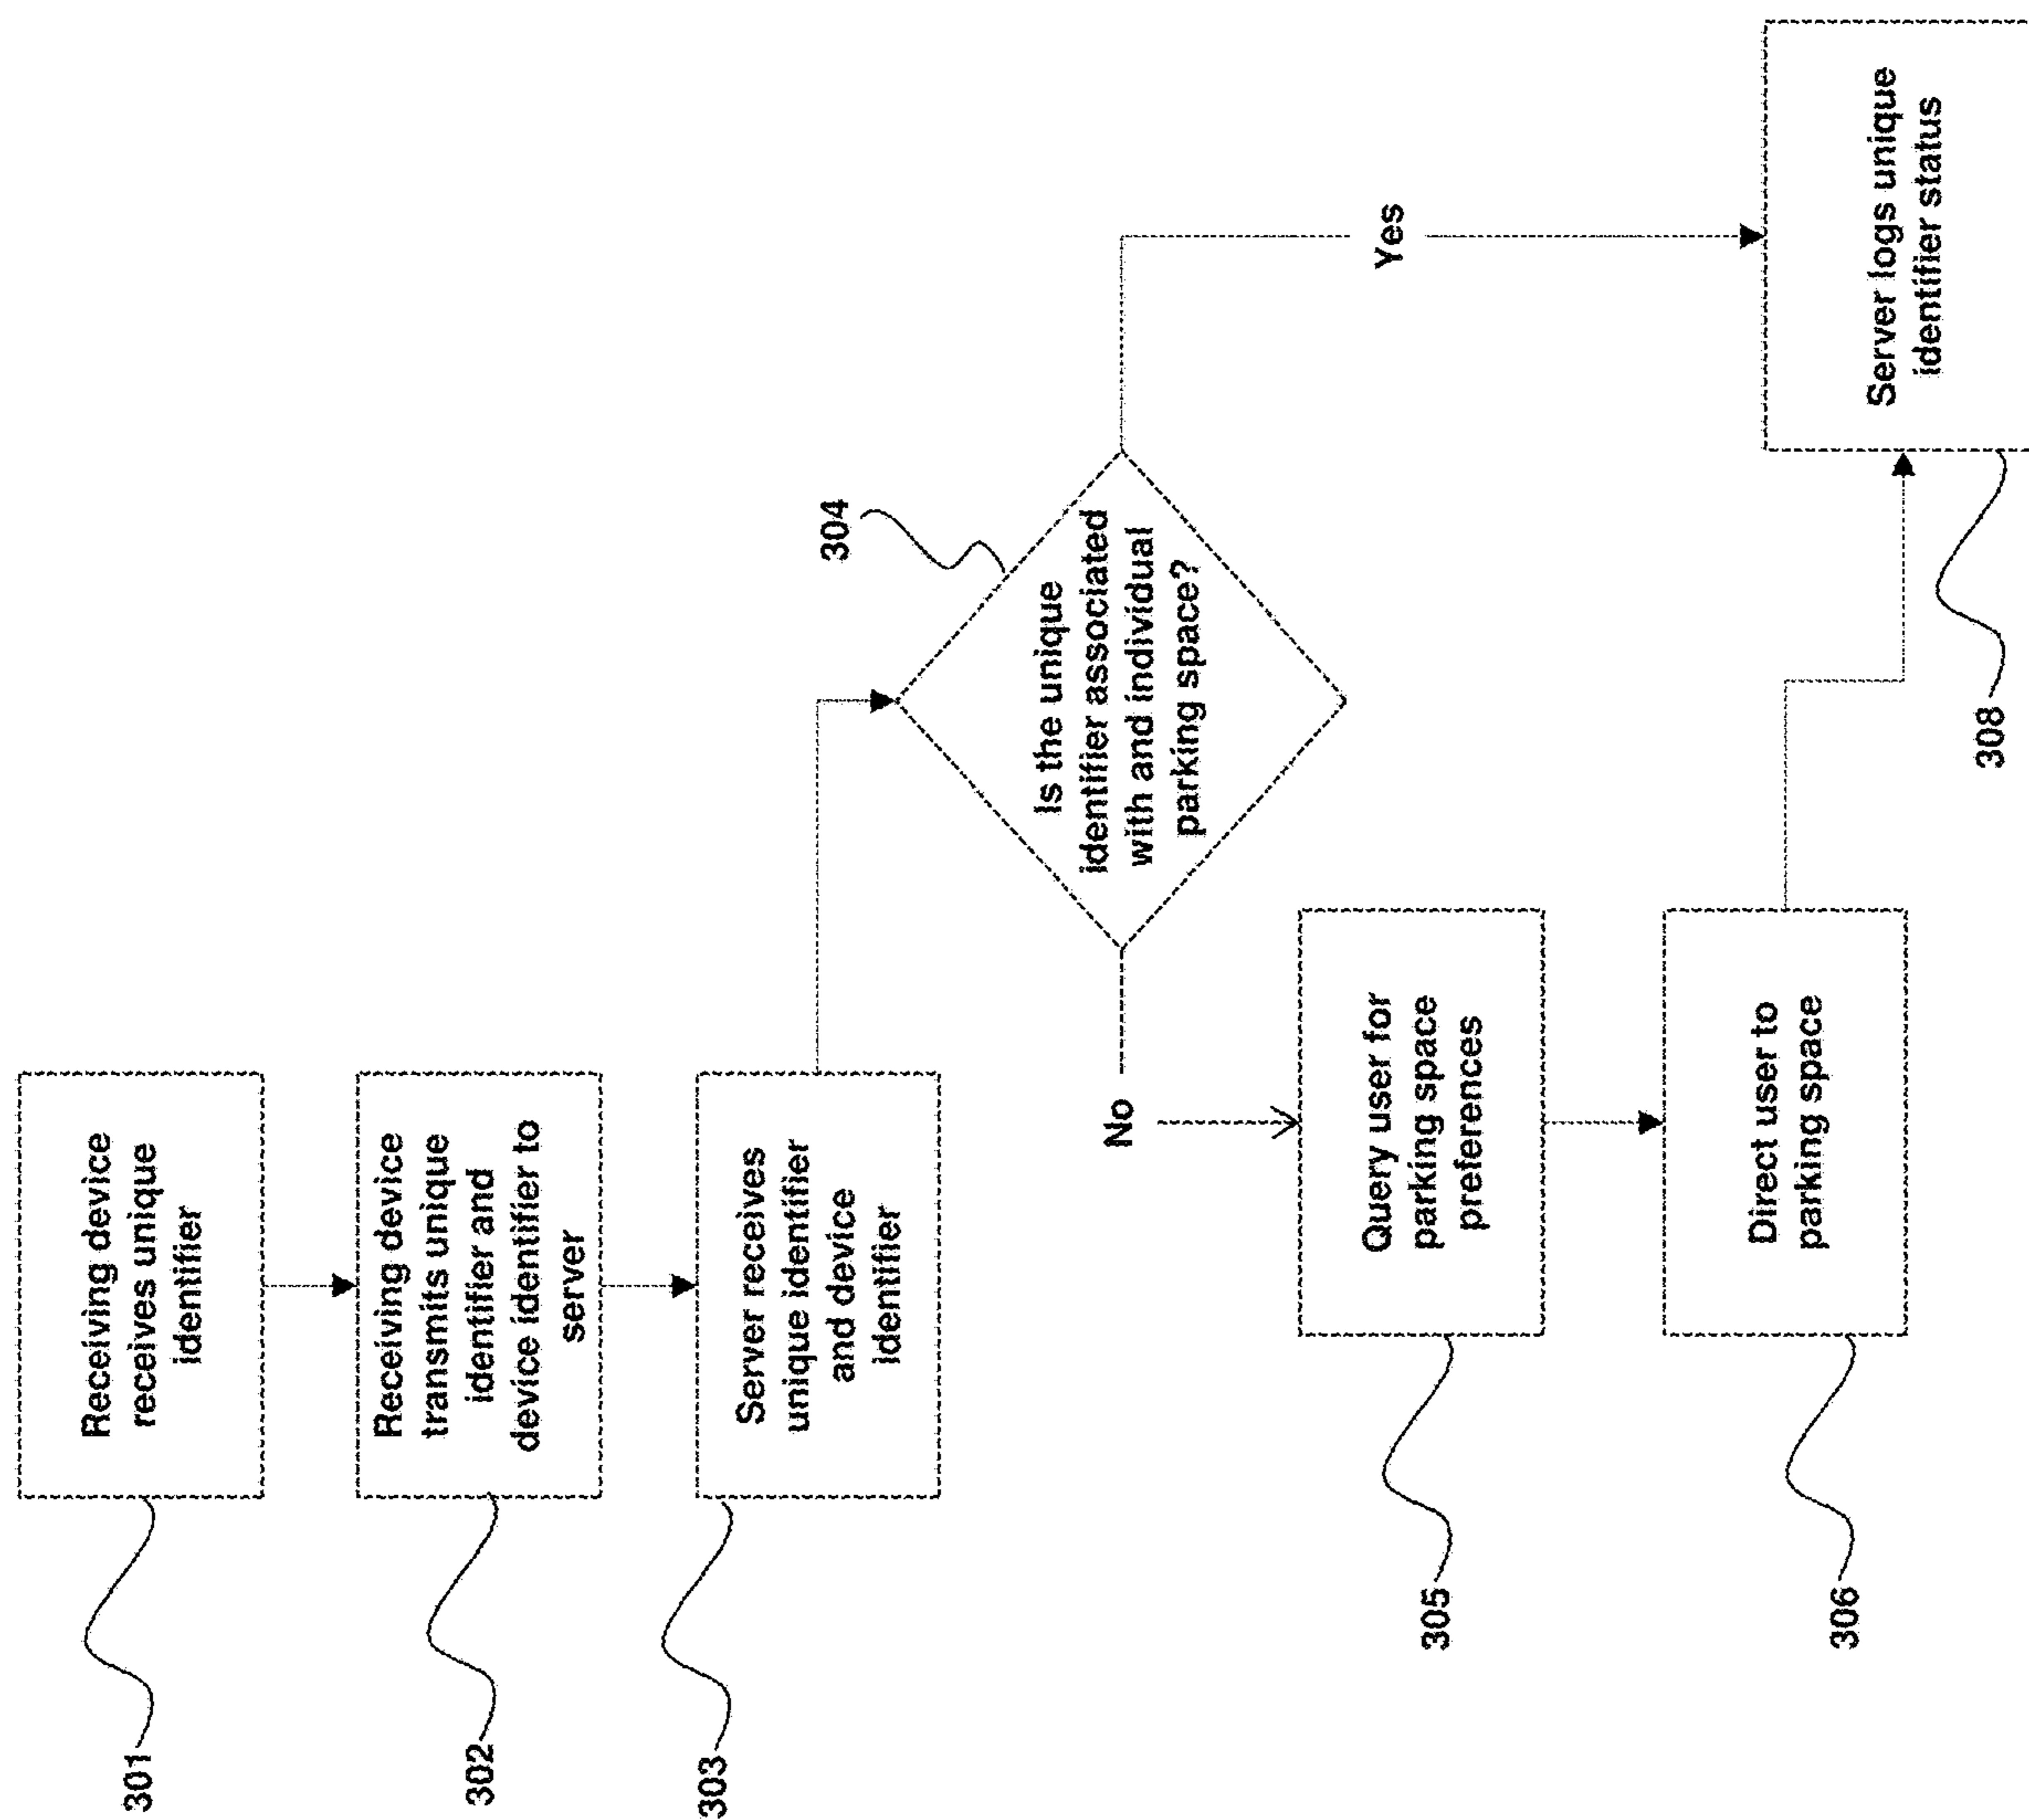 301
Receiving device
receives unique
identifier
302
Receiving device
transmits unique
identifier and
device identifier to
server
303
Server receives
unique identifier
and device
identifier
304
Is the unique
identifier associated
with and individual
parking space?
No
Yes
305
Query user for
parking space
preferences
306
Direct user to
parking space
308
Server logs unique
identifier status